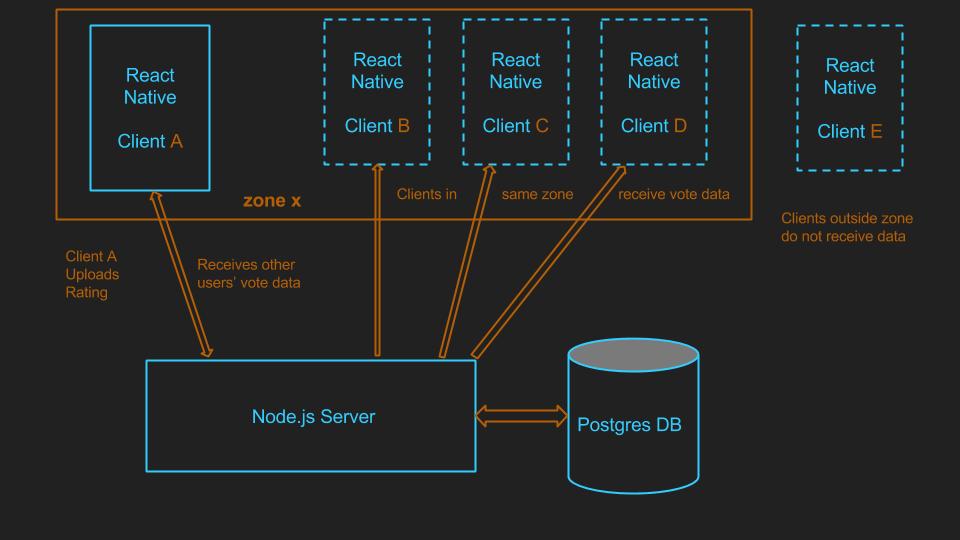 React
Native
Client A
React
Native
Client B
React
Native
Client C
React
Native
Client D
React
Native
Client E
zone x
Clients in
same zone
receive vote data
Clients outside zone
do not receive data
Client A
Uploads
Rating
Receives other
users' vote data
Node.js Server
Postgres DB